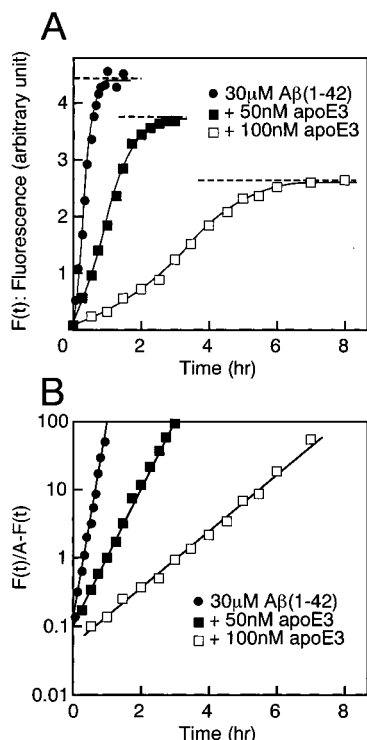 A
F(t): Fluorescence (arbitrary unit)
4
3
2
1
● 30μM Aβ(1-42)
■ + 50nM apoE3
□ + 100nM apoE3
0 2 4 6 8
Time (hr)
B
F(t)/A-F(t)
100
10
1
0.1
0.01
● 30μM Aβ(1-42)
■ + 50nM apoE3
□ + 100nM apoE3
0 2 4 6 8
Time (hr)